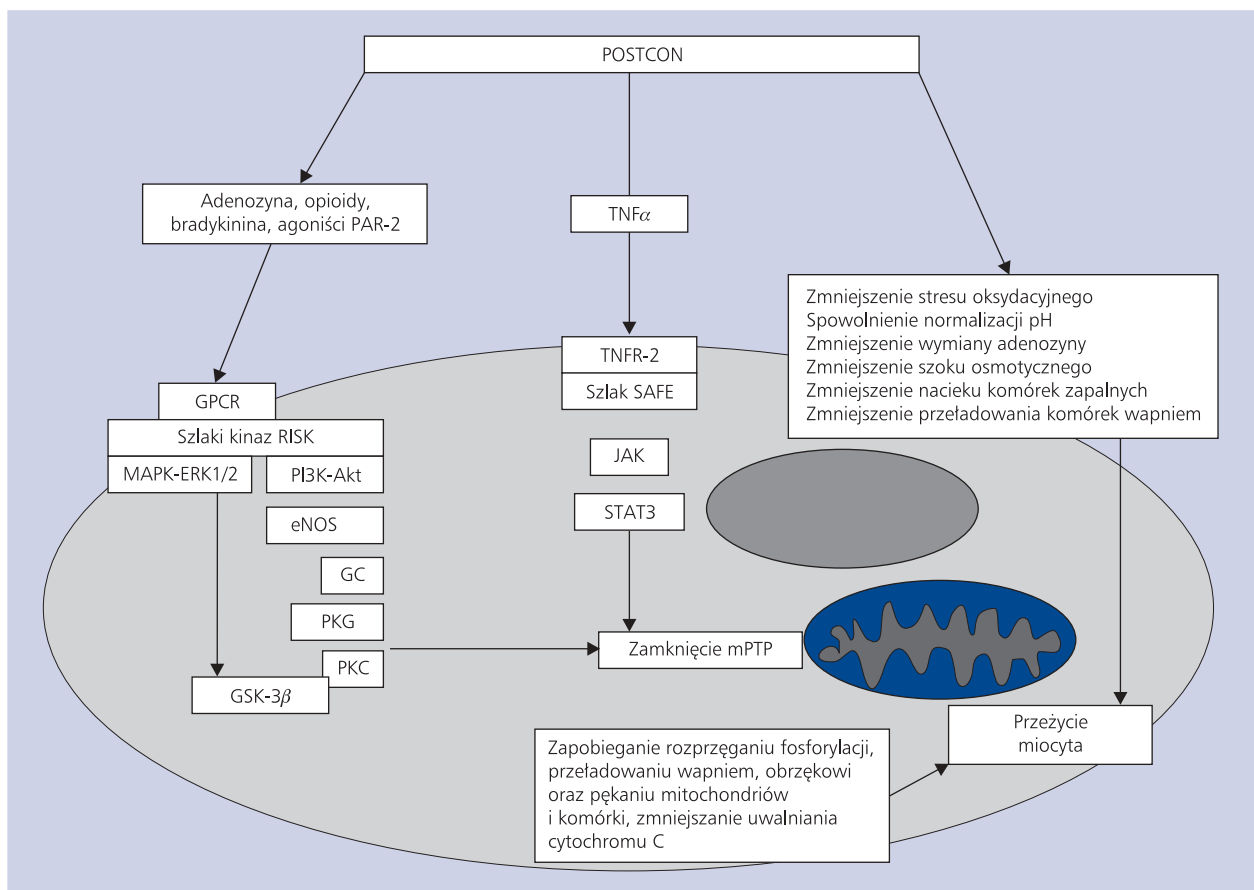 POSTCON
Adenozyna, opioidy,
bradykinina, agoniści PAR-2
TNFα
Zmniejszenie stresu oksydacyjnego
Spowolnienie normalizacji pH
Zmniejszenie wymiany adenozyny
Zmniejszenie szoku osmotycznego
Zmniejszenie nacieku komórek zapalnych
Zmniejszenie przeładowania komórek wapniem
TNFR-2
Szlak SAFE
GPCR
Szlaki kinaz RISK
MAPK-ERK1/2
PI3K-Akt
JAK
eNOS
STAT3
GC
PKG
Zamknięcie mPTP
PKC
GSK-3β
Przeżycie
miocyta
Zapobieganie rozprzęganiu fosforylacji,
przeładowaniu wapniem, obrzękowi
oraz pękaniu mitochondriów
i komórki, zmniejszanie uwalniania
cytochromu C